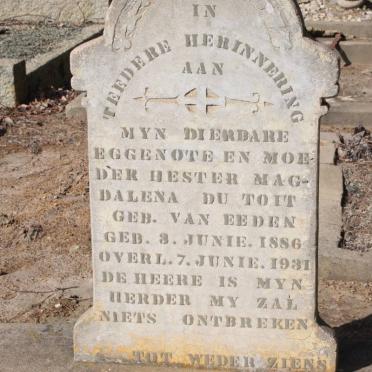 IN
TEEDERE HERINNERING
AAN
MYN DIERBARE
EGGENOTE EN MOE-
DER HESTER MAG-
DALENA DU TOIT
GEB. VAN EEDEN
GEB. 3. JUNIE. 1886
OVERL. 7. JUNIE. 1931
DE HEERE IS MYN
HERDER MY ZAL
NIETS ONTBREKEN
TOT WEDER ZIENS